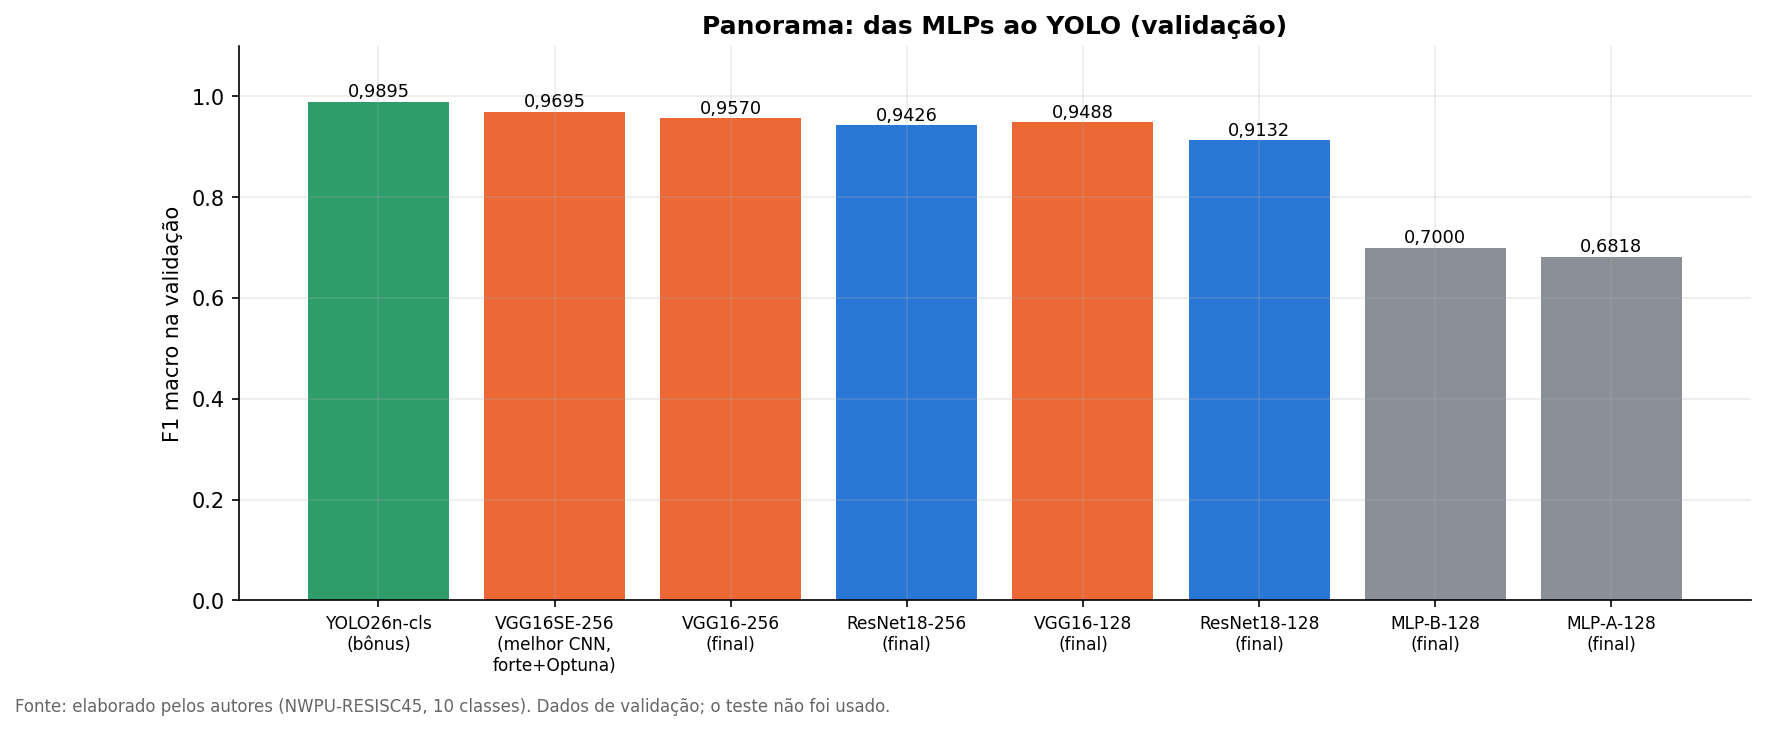 Panorama: das MLPs ao YOLO (validação)
F1 macro na validação
1.0
0.8
0.6
0.4
0.2
0.0
0,9895
0,9695
0,9570
0,9426
0,9488
0,9132
0,7000
0,6818
YOLO26n-cls
(bônus)
VGG16SE-256
(melhor CNN,
forte+Optuna)
VGG16-256
(final)
ResNet18-256
(final)
VGG16-128
(final)
ResNet18-128
(final)
MLP-B-128
(final)
MLP-A-128
(final)
Fonte: elaborado pelos autores (NWPU-RESISC45, 10 classes). Dados de validação; o teste não foi usado.